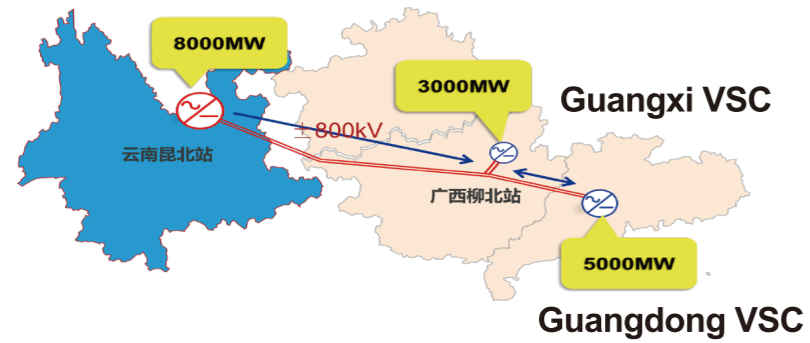 8000MW
3000MW
Guangxi VSC
±800kV
云南昆北站
广西柳北站
5000MW
Guangdong VSC